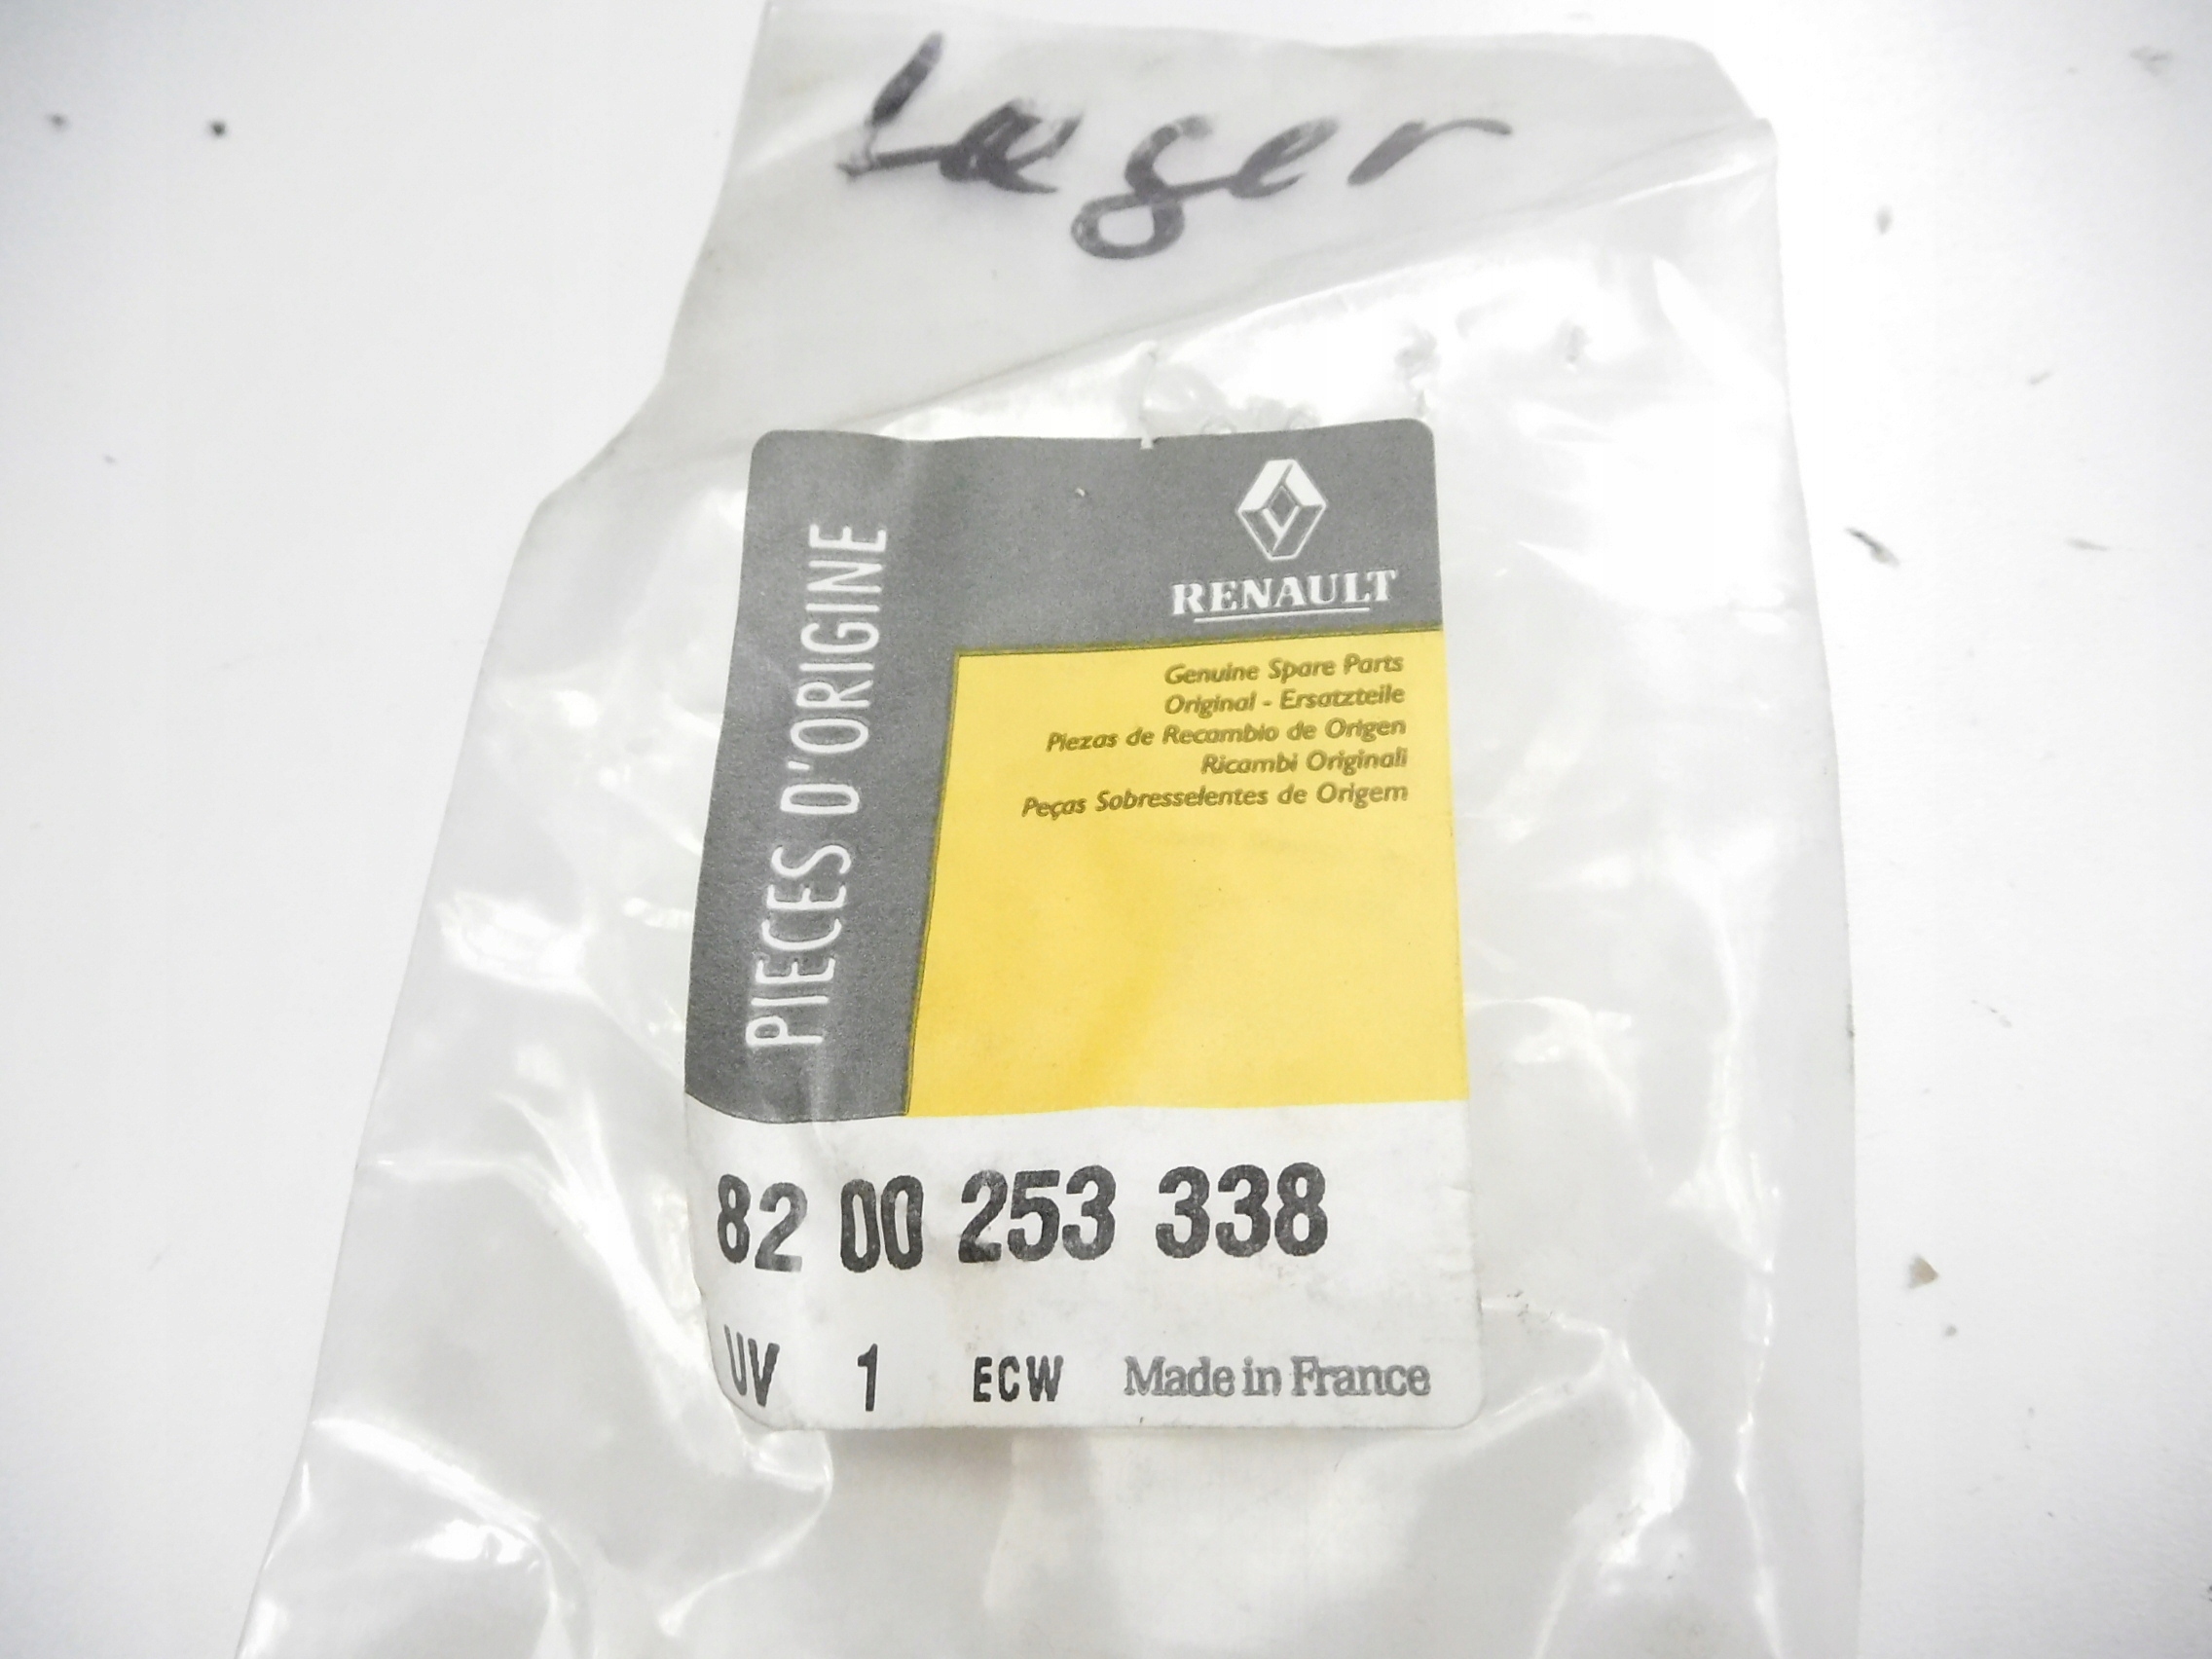 Lager
RENAULT
PIECES D'ORIGINE
Genuine Spare Parts
Original - Ersatzteile
Piezas de Recambio de Origen
Ricambi Originali
Peças Sobresselentes de Origem
82 00 253 338
UV 1 ECW Made in France